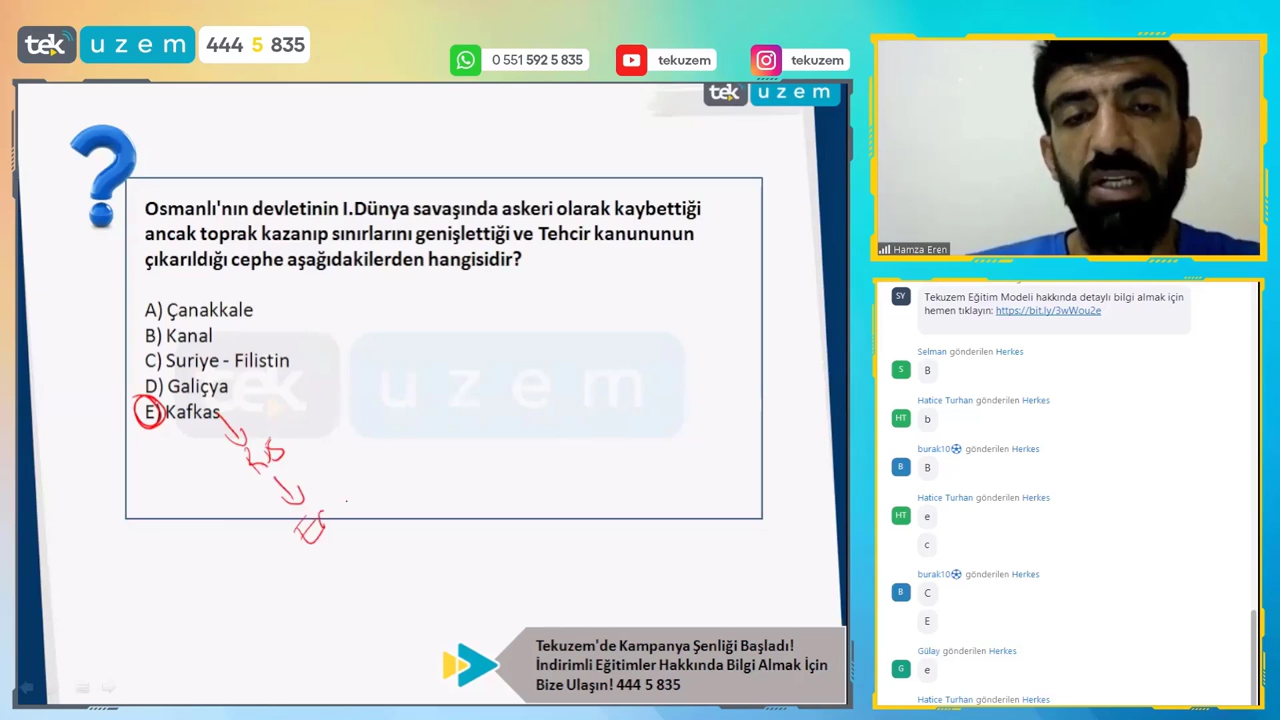 tek
uzem
444 5 835
0 551 592 5 835
tekuzem
tekuzem
tek uzem
Osmanlı'nın devletinin I.Dünya savaşında askeri olarak kaybettiği
ancak toprak kazanıp sınırlarını genişlettiği ve Tehcir kanununun
çıkarıldığı cephe aşağıdakilerden hangisidir?
A) Çanakkale
B) Kanal
C) Suriye - Filistin
D) Galiçya
E) Kafkas
tek uzem
Tekuzem'de Kampanya Şenliği Başladı!
İndirimli Eğitimler Hakkında Bilgi Almak İçin
Bize Ulaşın! 444 5 835
Hamza Eren
SY
Tekuzem Eğitim Modeli hakkında detaylı bilgi almak için
hemen tıklayın: https://bit.ly/3wWou2e
Selman gönderilen Herkes
S
B
Hatice Turhan gönderilen Herkes
HT
b
burak10⚽ gönderilen Herkes
B
B
Hatice Turhan gönderilen Herkes
HT
e
c
burak10⚽ gönderilen Herkes
B
C
E
Gülay gönderilen Herkes
G
e
Hatice Turhan gönderilen Herkes